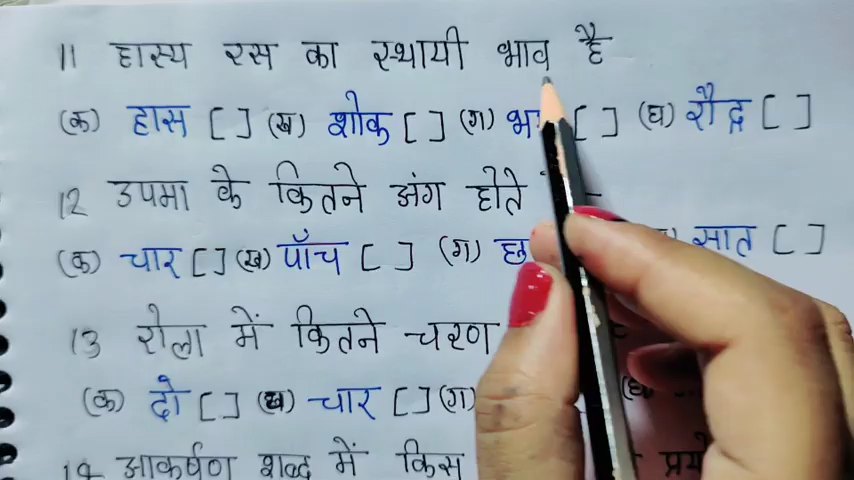 11 हास्य रस का स्थायी भाव है
(क) हास [ ] (ख) शोक [ ] (ग) [ ] (घ) रौद्र [ ]
12 उपमा के कितने अंग होते
(क) चार [ ] (ख) पाँच [ ] (ग) सात [ ]
13 रोला में कितने चरण
(क) दो [ ] (ख) चार [ ] (ग)
14 आकर्षण शब्द में किस